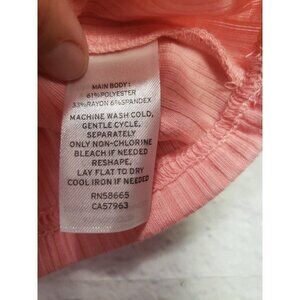 MAIN BODY:
61%POLYESTER
33%RAYON 6%SPANDEX
MACHINE WASH COLD,
GENTLE CYCLE,
SEPARATELY
ONLY NON-CHLORINE
BLEACH IF NEEDED
RESHAPE,
LAY FLAT TO DRY
COOL IRON IF NEEDED
RN58665
CA57963